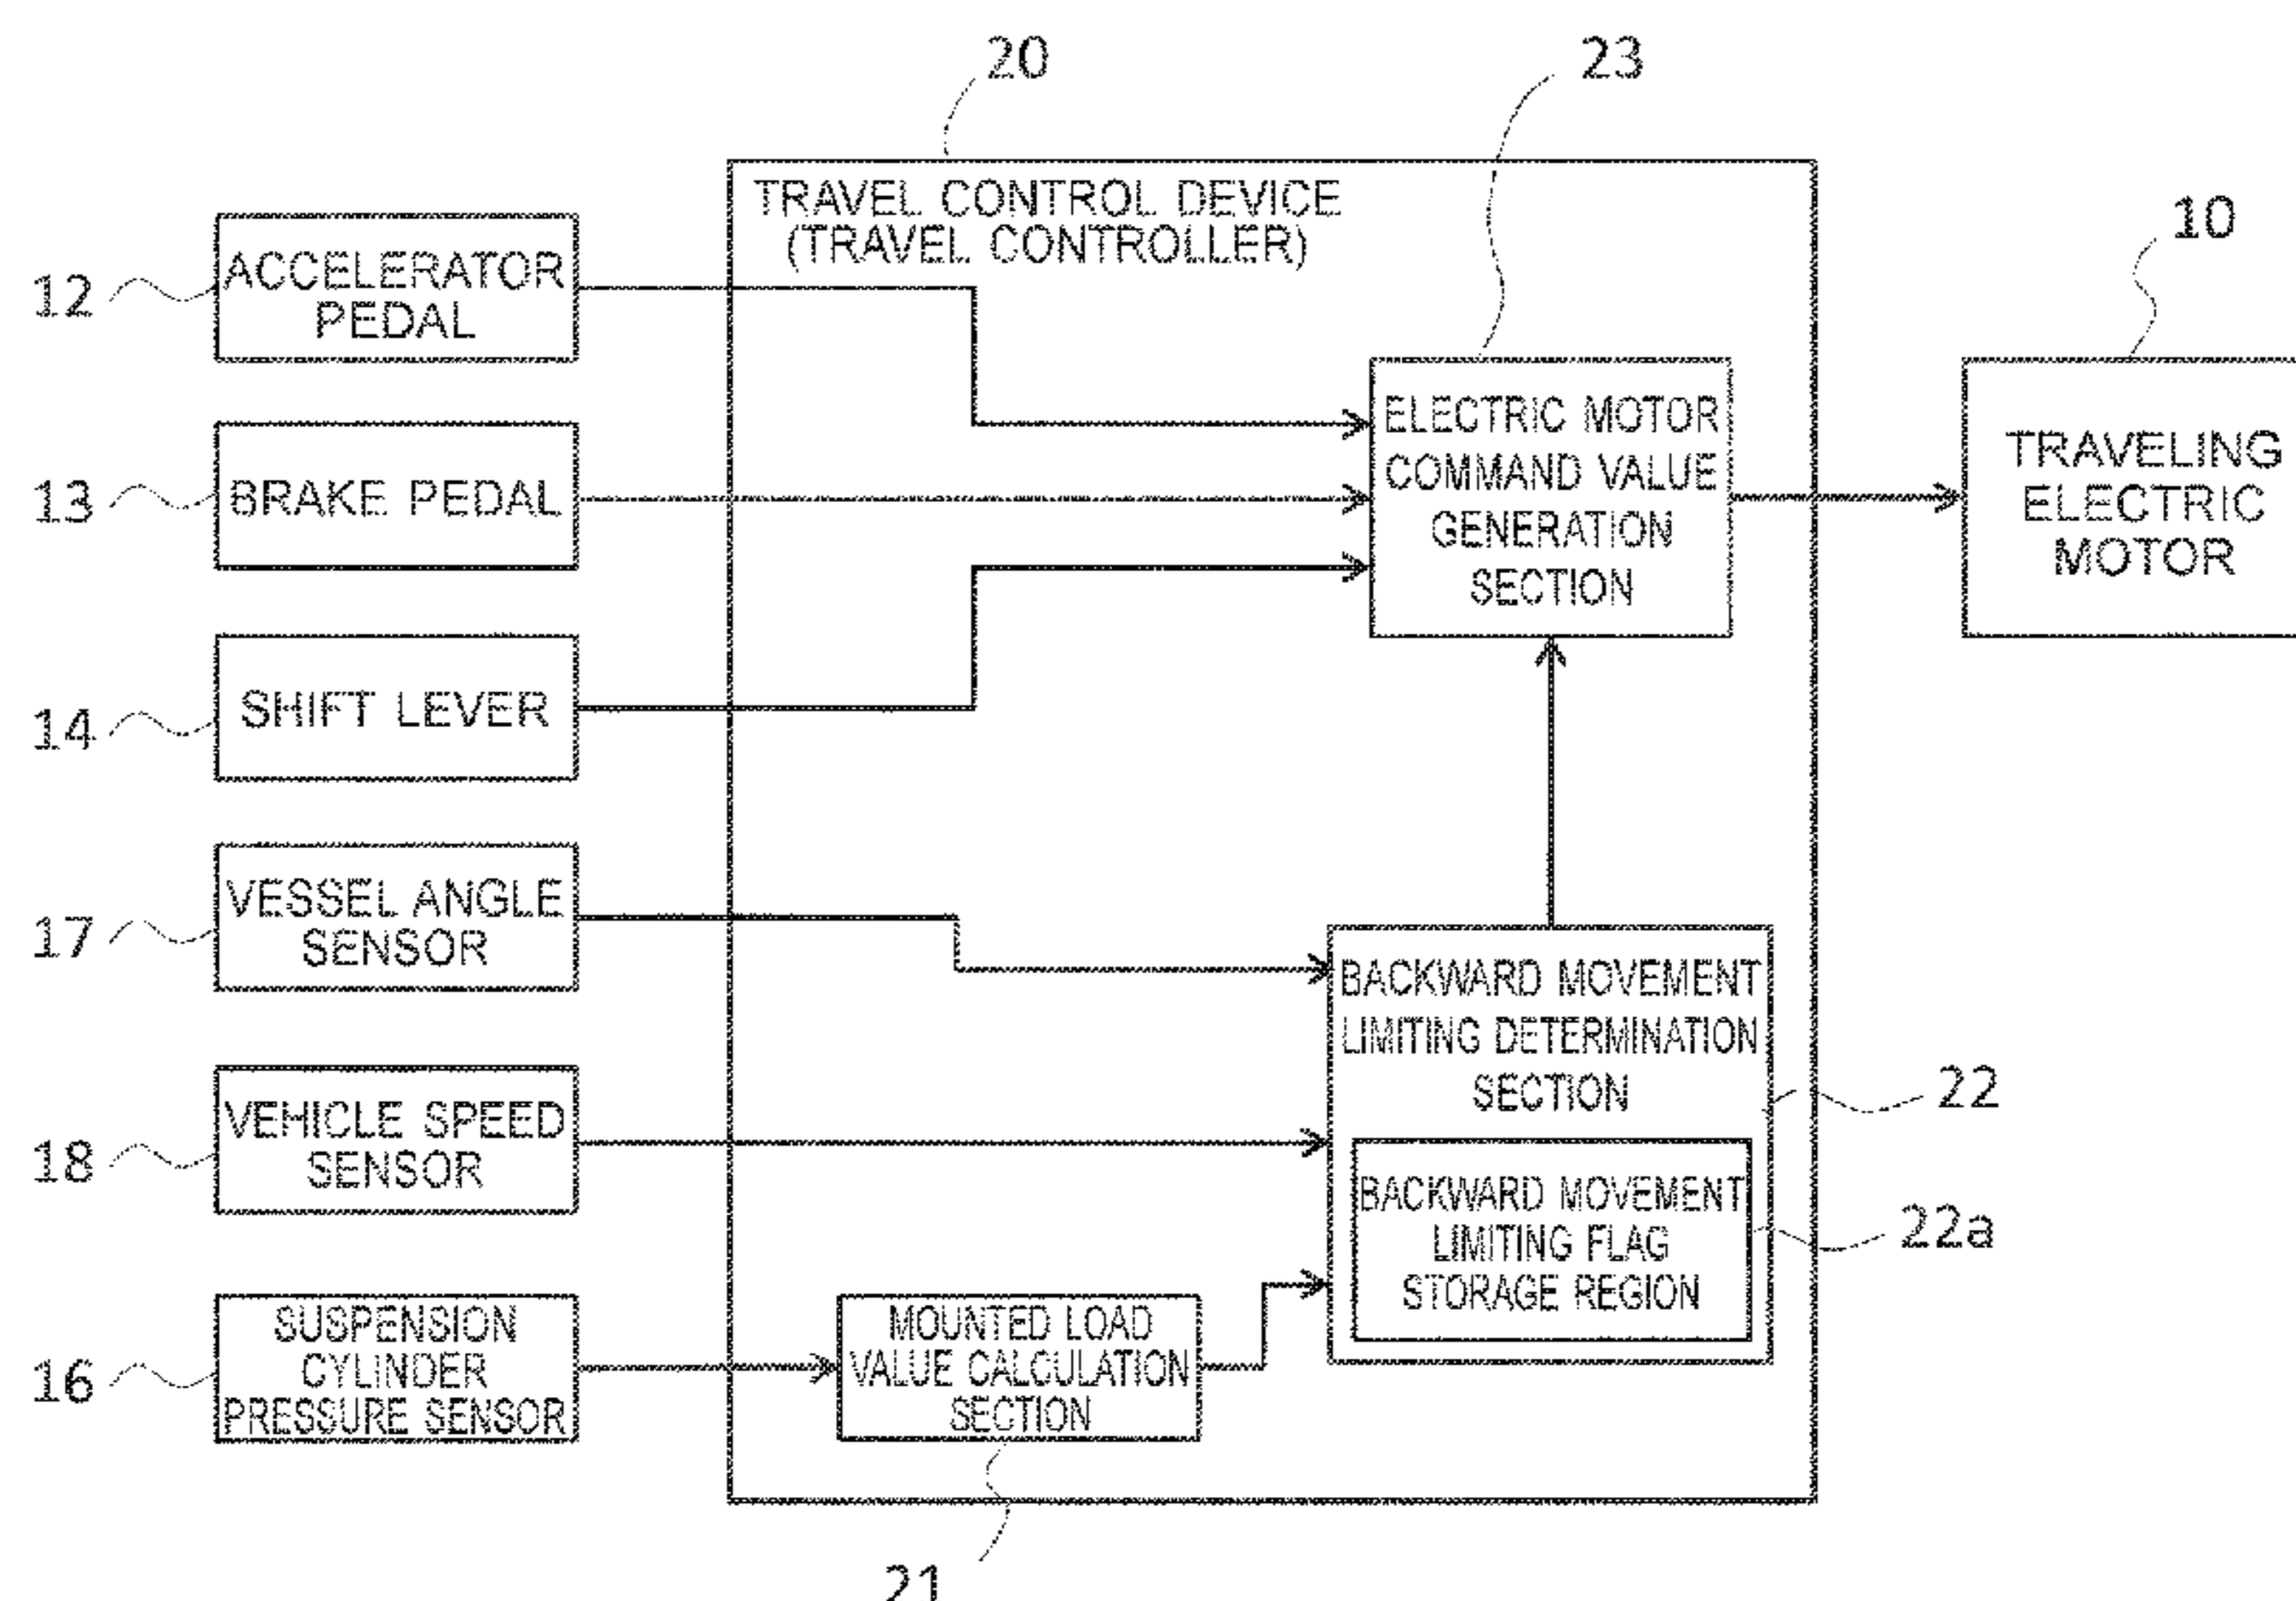 20
23
TRAVEL CONTROL DEVICE
(TRAVEL CONTROLLER)
10
12
ACCELERATOR
PEDAL
ELECTRIC MOTOR
COMMAND VALUE
GENERATION
SECTION
TRAVELING
ELECTRIC
MOTOR
13
BRAKE PEDAL
14
SHIFT LEVER
17
VESSEL ANGLE
SENSOR
BACKWARD MOVEMENT
LIMITING DETERMINATION
SECTION
22
18
VEHICLE SPEED
SENSOR
BACKWARD MOVEMENT
LIMITING FLAG
STORAGE REGION
22a
16
SUSPENSION
CYLINDER
PRESSURE SENSOR
MOUNTED LOAD
VALUE CALCULATION
SECTION
21